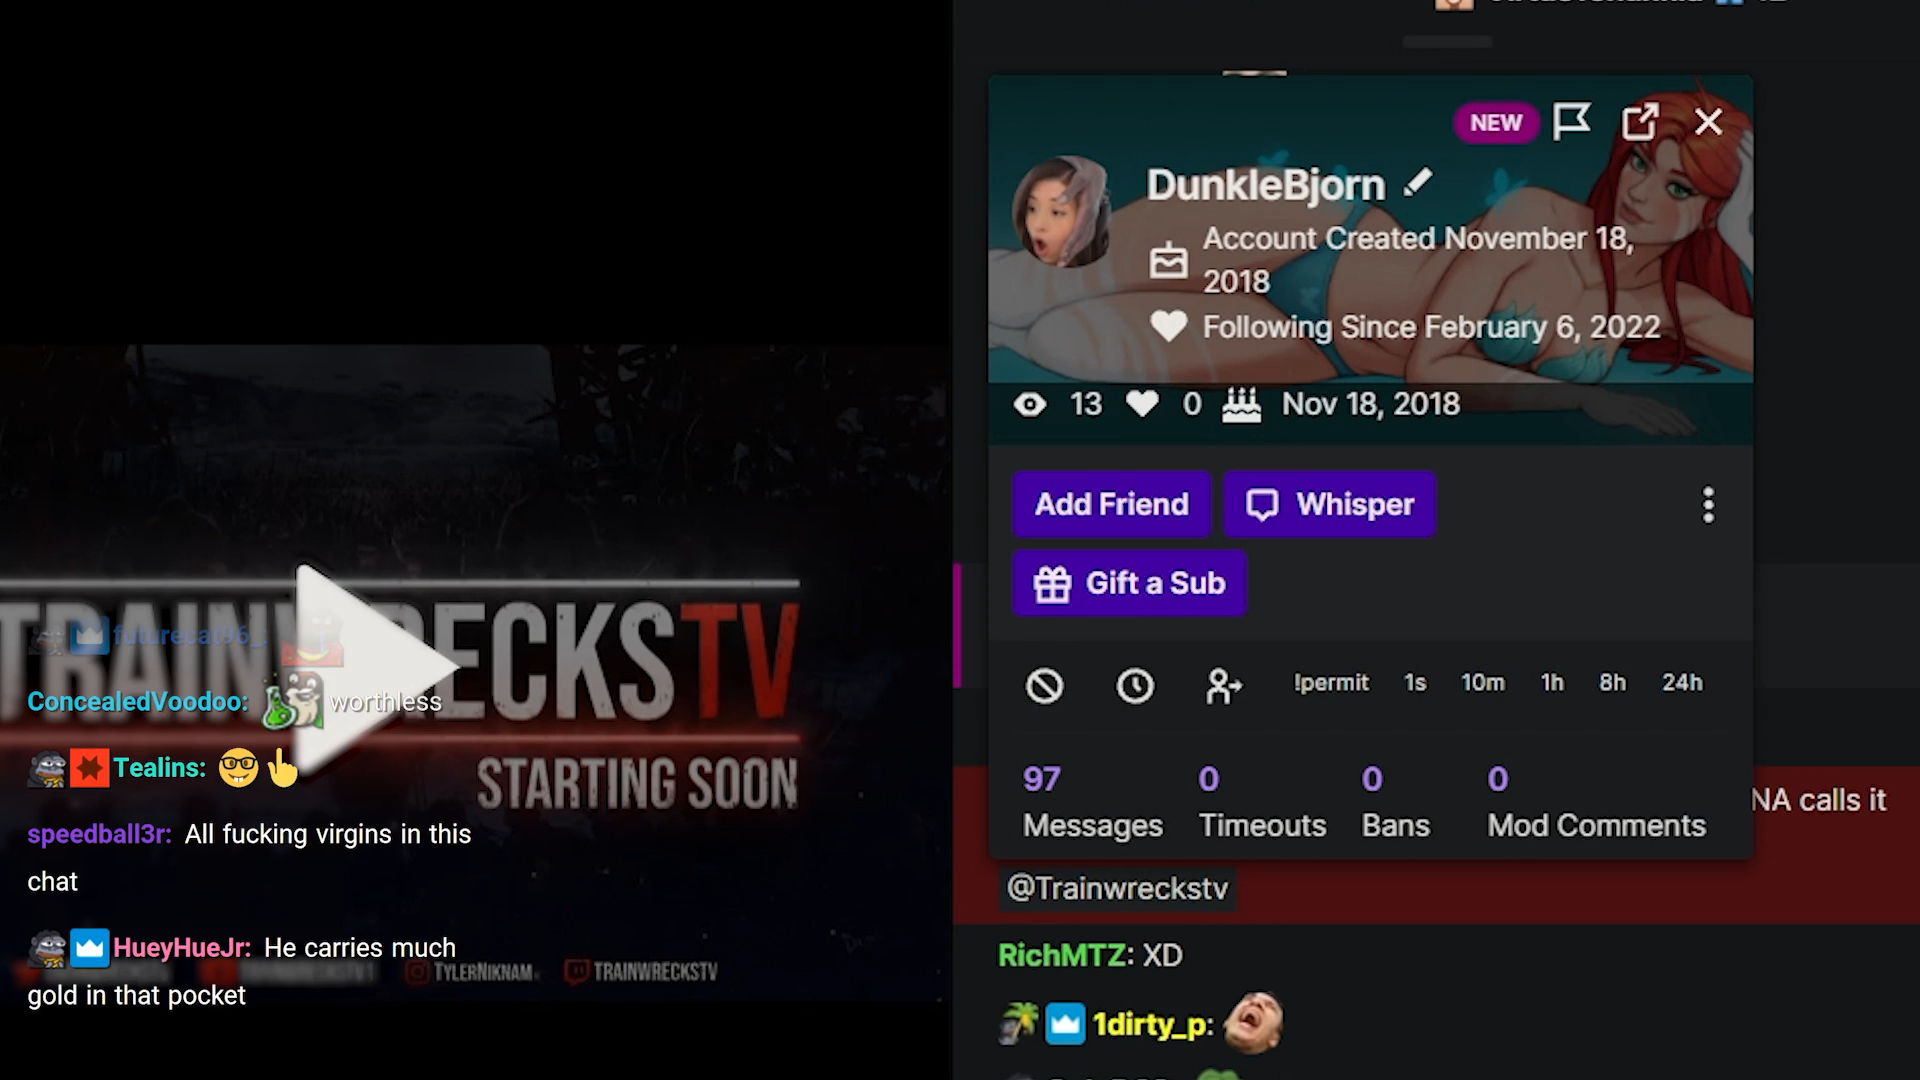 TRAINWRECKSTV
STARTING SOON
futurecat96_:
ConcealedVoodoo: worthless
Tealins:
speedball3r: All fucking virgins in this
chat
HueyHueJr: He carries much
gold in that pocket
TYLERNIKNAM
TRAINWRECKSTV
NEW
DunkleBjorn
Account Created November 18,
2018
Following Since February 6, 2022
13 0 Nov 18, 2018
Add Friend Whisper
Gift a Sub
!permit 1s 10m 1h 8h 24h
97 0 0 0
Messages Timeouts Bans Mod Comments
NA calls it
@Trainwreckstv
RichMTZ: XD
1dirty_p: